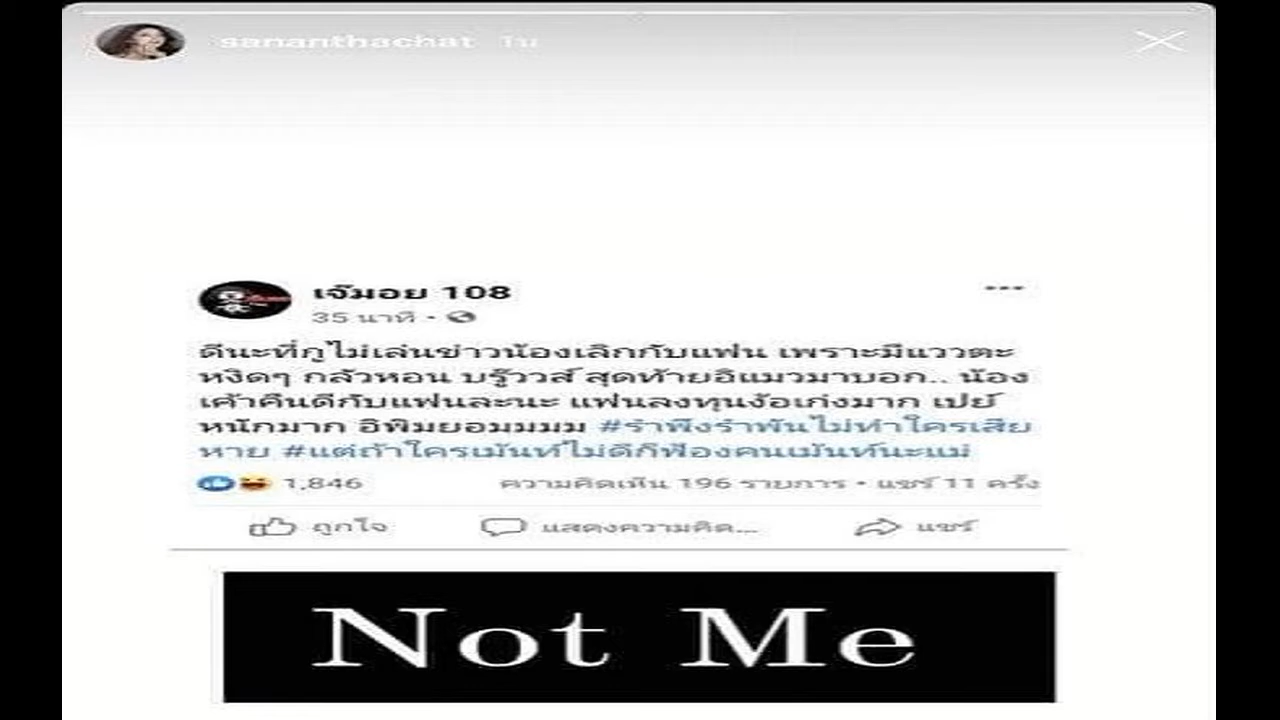 sananthachat 1น
เจ๊มอย 108
35 นาที
ดีนะที่กูไม่เล่นข่าวน้องเลิกกับแฟน เพราะมีแววตะ
หงิดๆ กลัวหอน บรู๊ววส์ สุดท้ายอีแมวมาบอก.. น้อง
เค้าคืนดีกับแฟนละนะ แฟนลงทุนง้อเก่งมาก เปย์
หนักมาก อิพิมยอมมมมม #รำพึงรำพันไม่ทำใครเสีย
หาย #แต่ถ้าใครเม้นท์ไม่ดีก็ฟ้องคนเม้นท์นะแม่
1,846 ความคิดเห็น 196 รายการ • แชร์ 11 ครั้ง
ถูกใจ แสดงความคิด... แชร์
Not Me